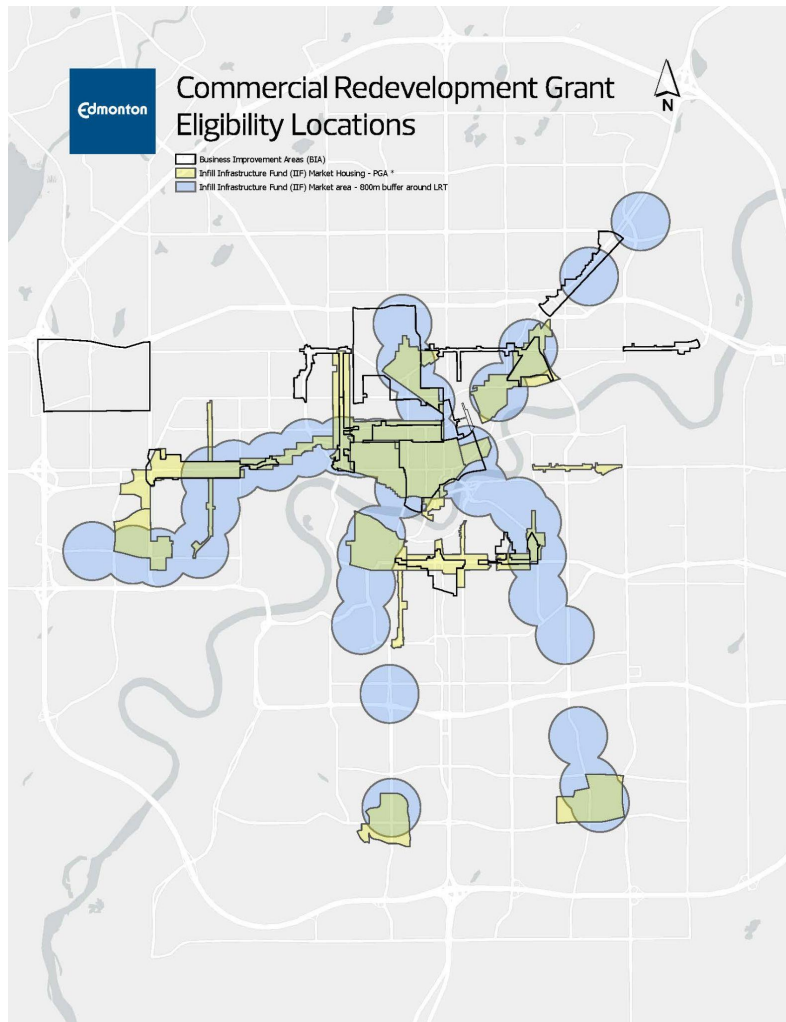 Edmonton
Commercial Redevelopment Grant
Eligibility Locations
N
Business Improvement Areas (BIA)
Infill Infrastructure Fund (IIF) Market Housing - PGA *
Infill Infrastructure Fund (IIF) Market area - 800m buffer around LRT